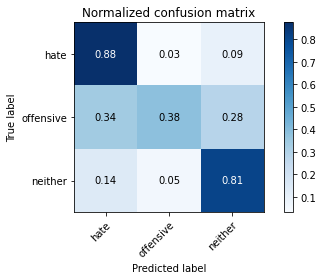 Normalized confusion matrix
True label
hate 0.88 0.03 0.09
offensive 0.34 0.38 0.28
neither 0.14 0.05 0.81
hate offensive neither
Predicted label
0.8
0.7
0.6
0.5
0.4
0.3
0.2
0.1